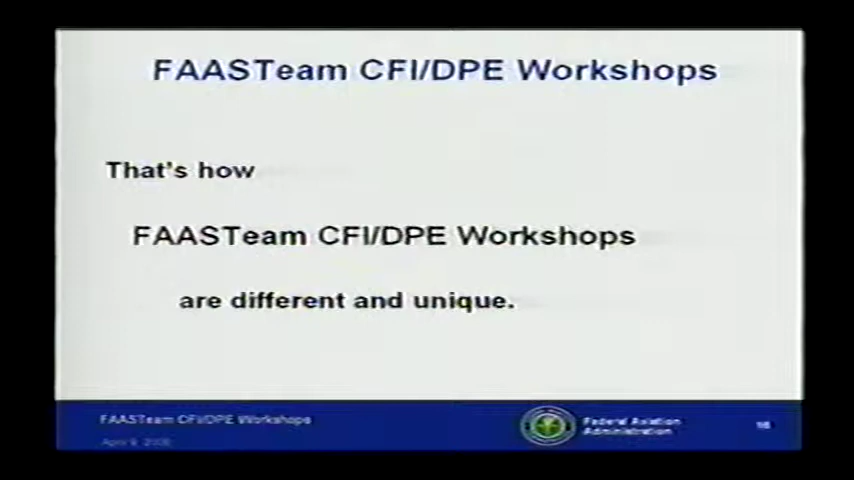 FAASTeam CFI/DPE Workshops
That's how
FAASTeam CFI/DPE Workshops
are different and unique.
FAASTeam CFI/DPE Workshops
Federal Aviation
Administration